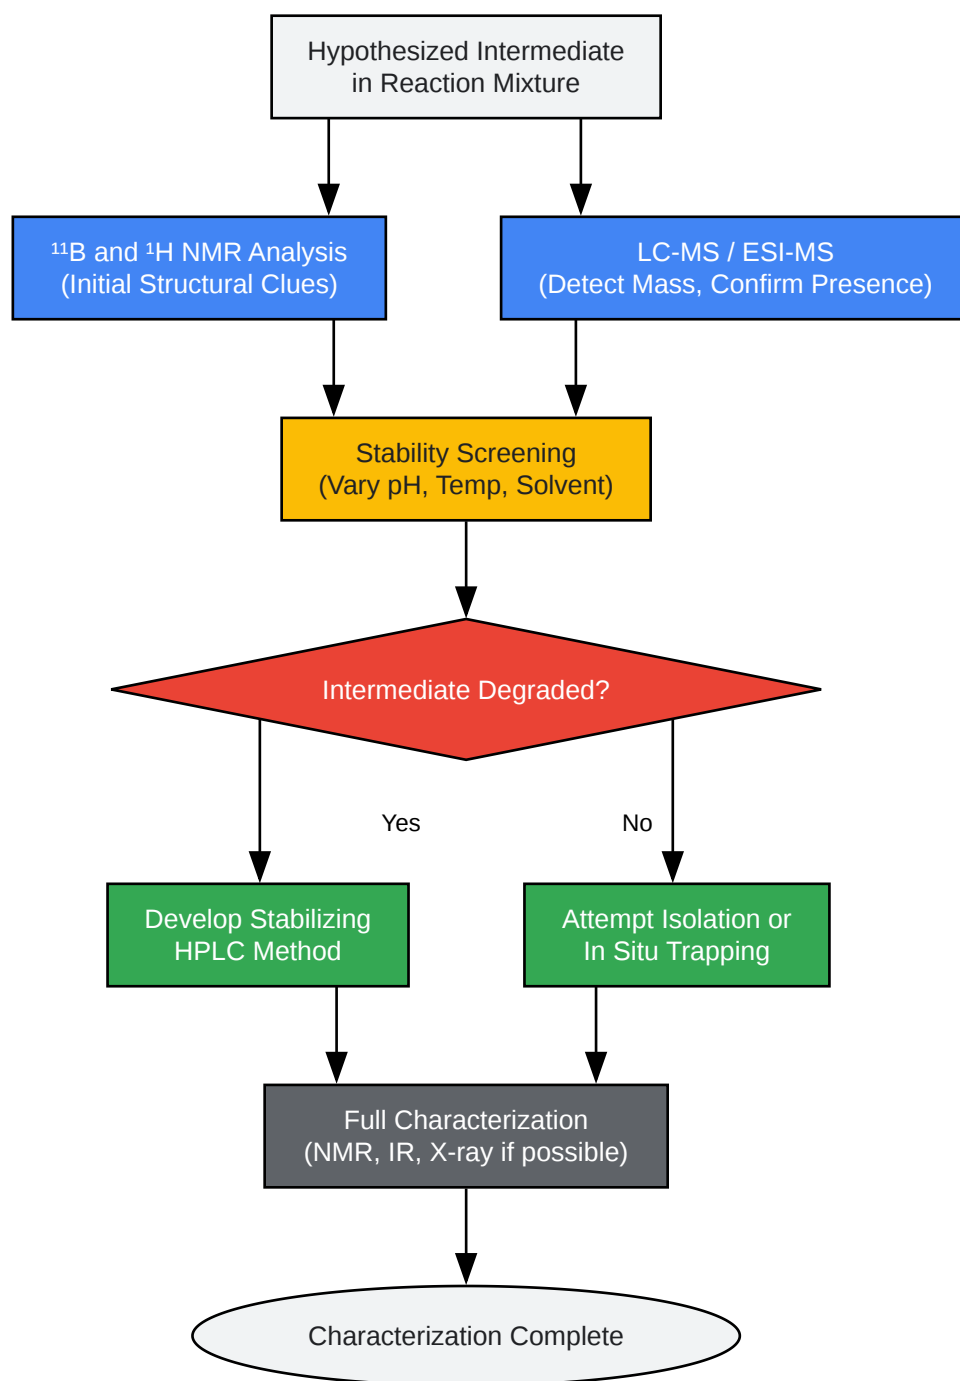 Hypothesized Intermediate
in Reaction Mixture
¹¹B and ¹H NMR Analysis
(Initial Structural Clues)
LC-MS / ESI-MS
(Detect Mass, Confirm Presence)
Stability Screening
(Vary pH, Temp, Solvent)
Intermediate Degraded?
Yes
No
Develop Stabilizing
HPLC Method
Attempt Isolation or
In Situ Trapping
Full Characterization
(NMR, IR, X-ray if possible)
Characterization Complete